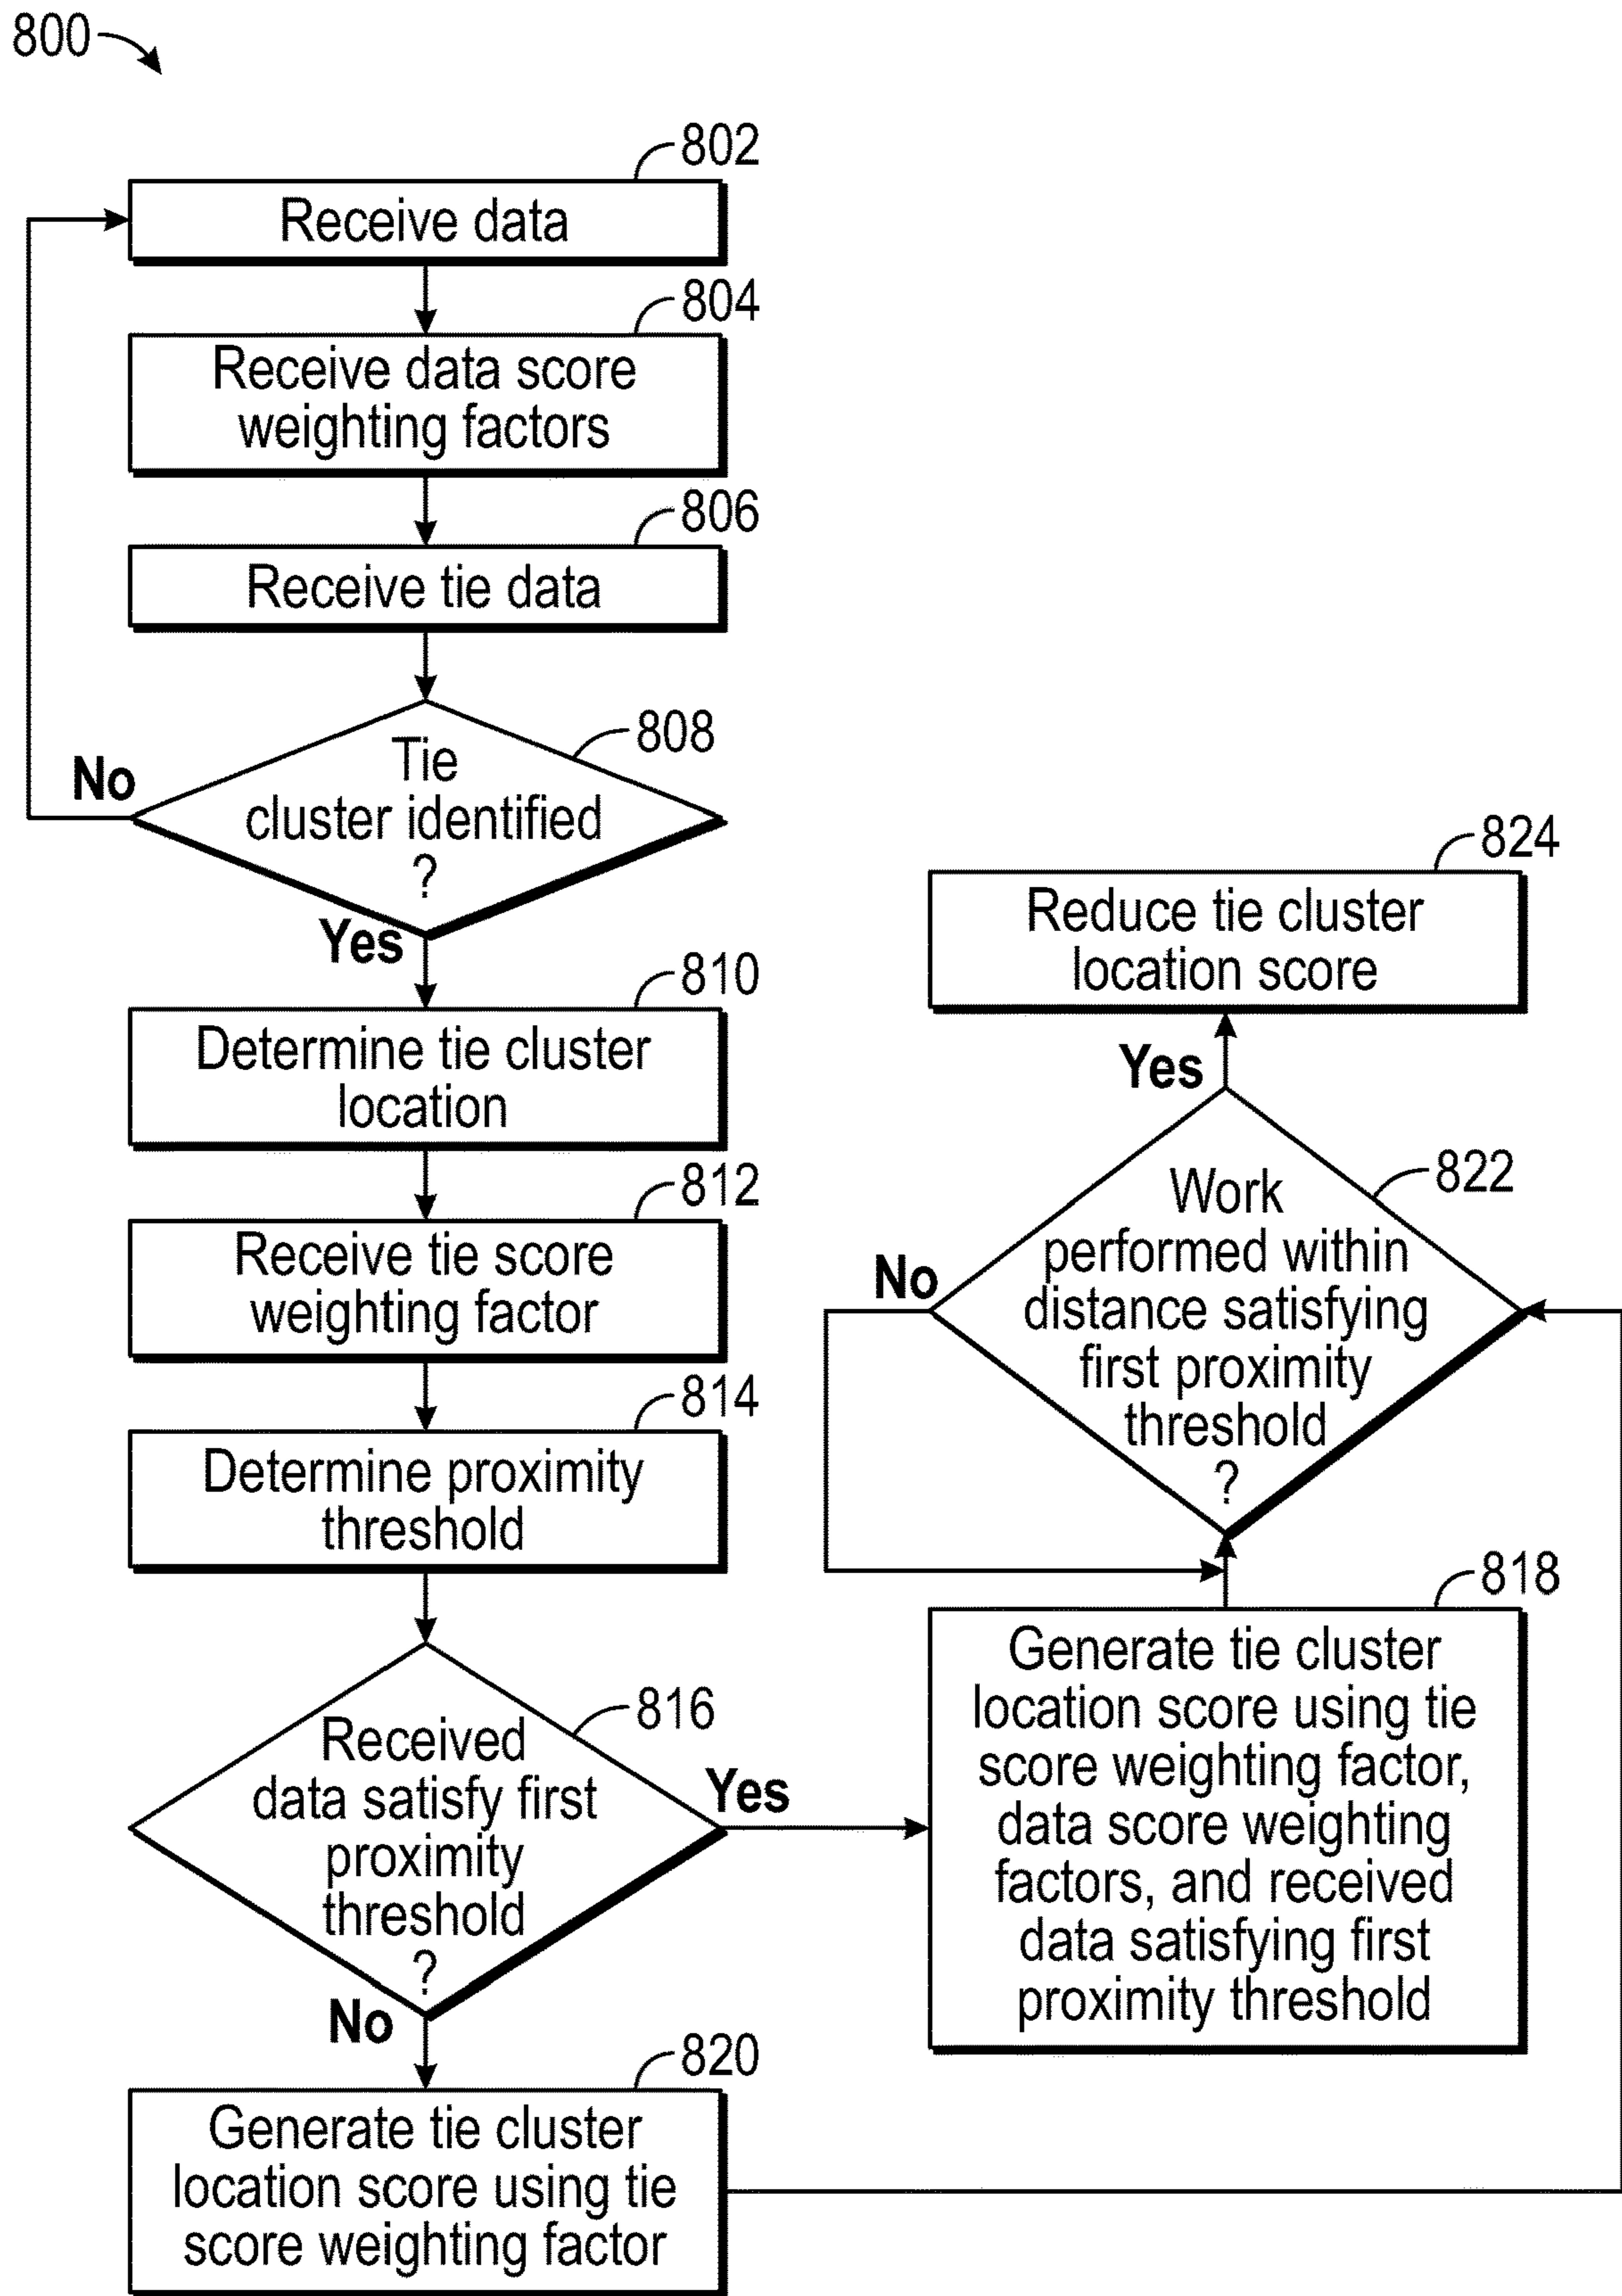 800
802
Receive data
804
Receive data score
weighting factors
806
Receive tie data
808
Tie
cluster identified
?
No
Yes
810
Determine tie cluster
location
812
Receive tie score
weighting factor
814
Determine proximity
threshold
816
Received
data satisfy first
proximity
threshold
?
Yes
No
820
Generate tie cluster
location score using tie
score weighting factor
818
Generate tie cluster
location score using tie
score weighting factor,
data score weighting
factors, and received
data satisfying first
proximity threshold
822
Work
performed within
distance satisfying
first proximity
threshold
?
No
Yes
824
Reduce tie cluster
location score